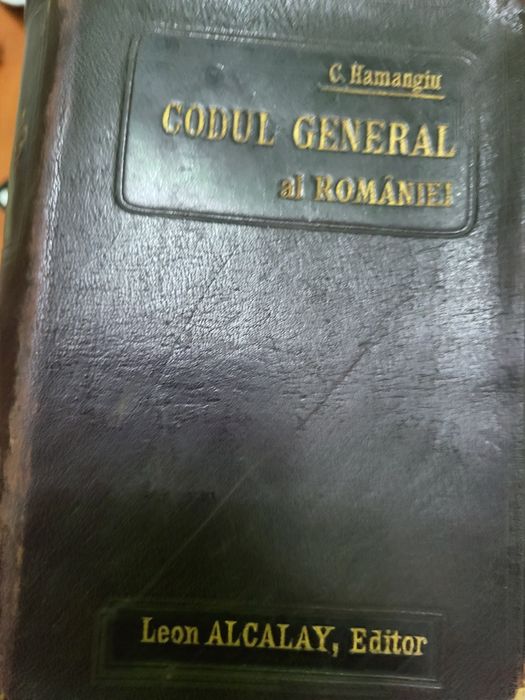 C. Hamangiu
CODUL GENERAL
al ROMÂNIEI
Leon ALCALAY, Editor